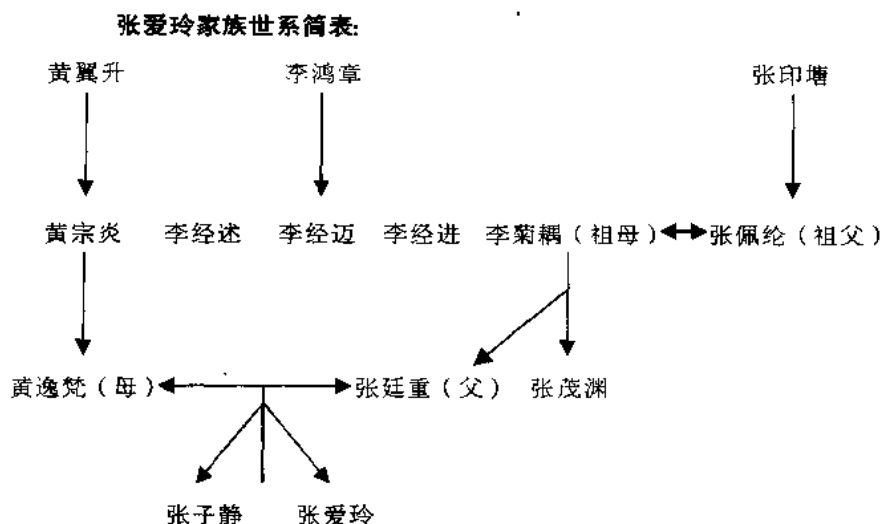 张爱玲家族世系简表:
黄翼升 李鸿章 张印塘
黄宗炎 李经述 李经迈 李经进 李菊耦（祖母） 张佩纶（祖父）
黄逸梵（母） 张廷重（父） 张茂渊
张子静 张爱玲